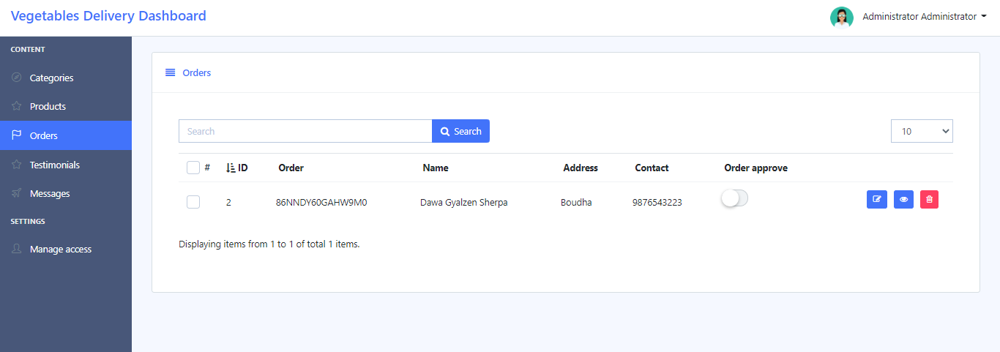 Vegetables Delivery Dashboard
Administrator Administrator
CONTENT
Categories
Products
Orders
Testimonials
Messages
SETTINGS
Manage access
Orders
Search
Search
10
# ID Order Name Address Contact Order approve
2 86NNDY60GAHW9M0 Dawa Gyalzen Sherpa Boudha 9876543223
Displaying items from 1 to 1 of total 1 items.